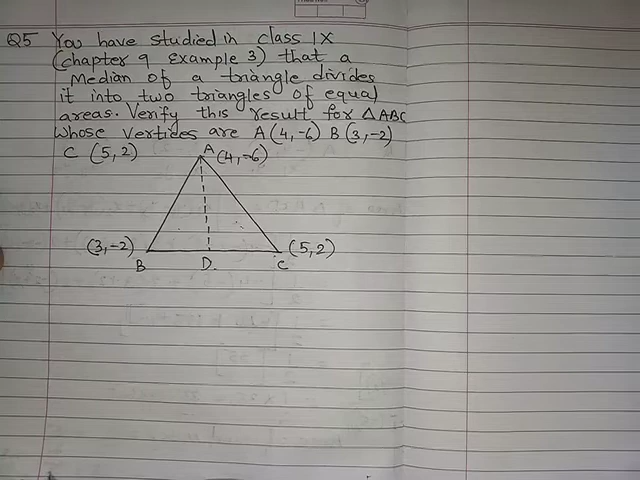 Q5 You have studied in class IX
(chapter 9 example 3) that a
Median of a triangle divides
it into two triangles of equal
areas. Verify this result for △ABC
whose vertices are A(4,-6) B(3,-2)
C (5,2)
A (4,-6)
(3,-2)
(5,2)
B
D.
C